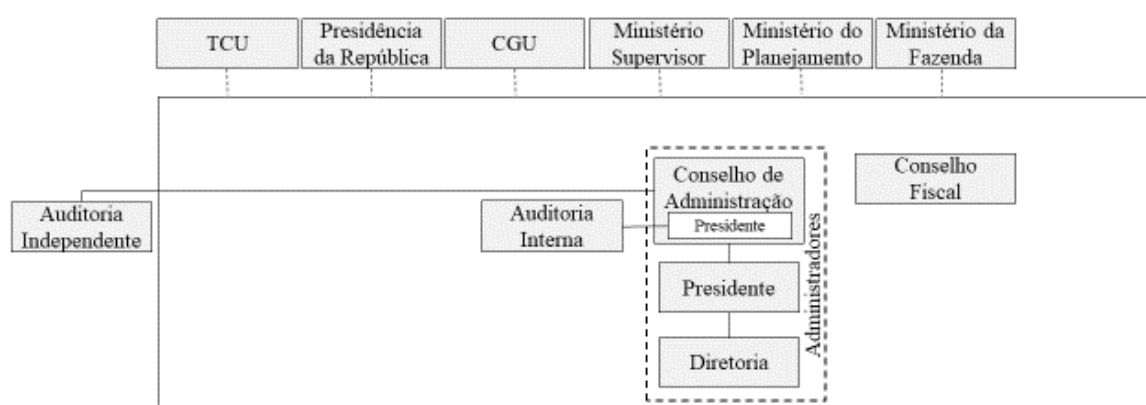 TCU
Presidência
da República
CGU
Ministério
Supervisor
Ministério do
Planejamento
Ministério da
Fazenda
Conselho de
Administração
Presidente
Conselho
Fiscal
Auditoria
Independente
Auditoria
Interna
Presidente
Diretoria
Administradores